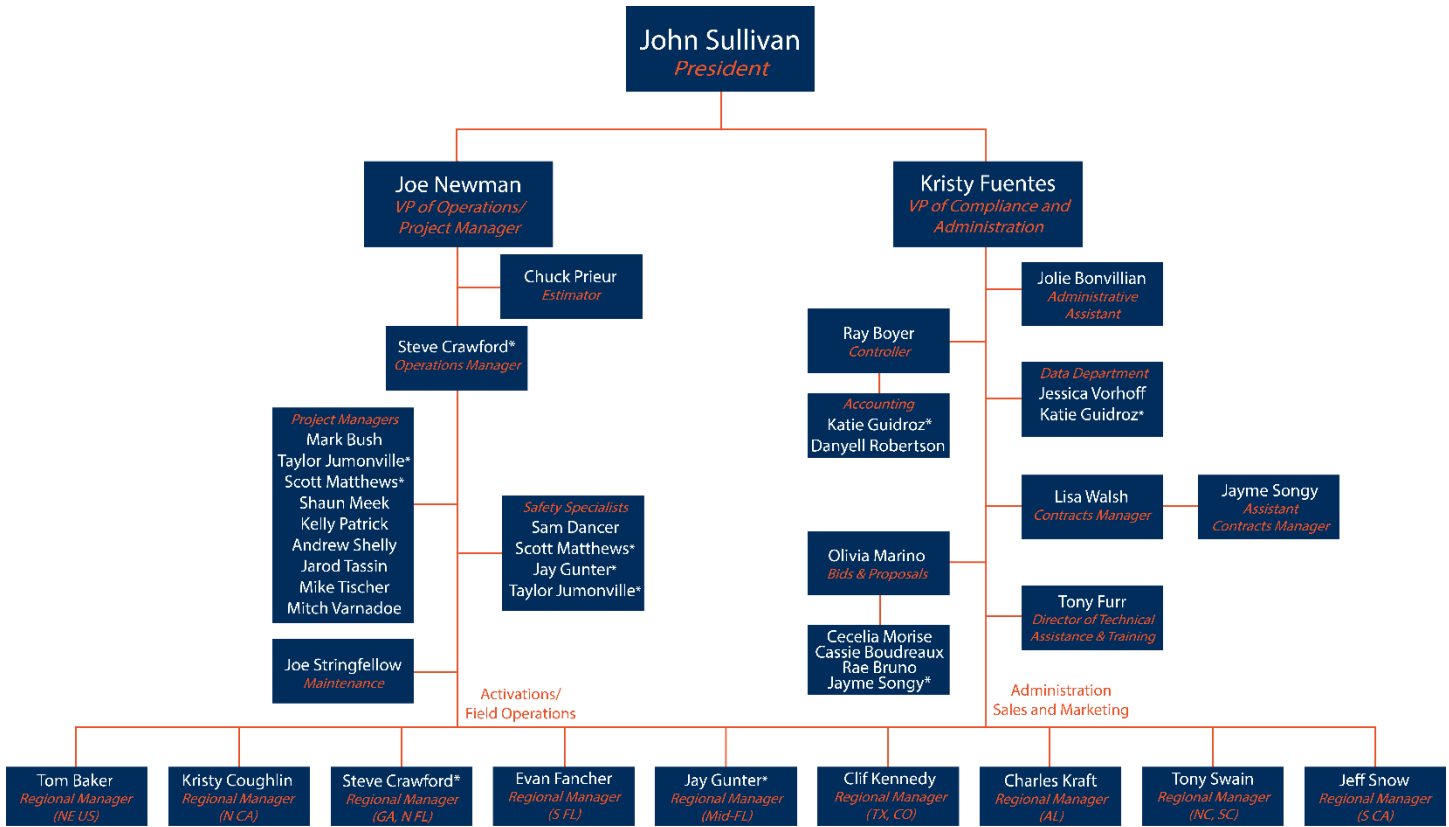 John Sullivan
President
Joe Newman
VP of Operations/
Project Manager
Kristy Fuentes
VP of Compliance and
Administration
Chuck Prieur
Estimator
Jolie Bonvillian
Administrative
Assistant
Ray Boyer
Controller
Steve Crawford*
Operations Manager
Data Department
Jessica Vorhoff
Katie Guidroz*
Accounting
Katie Guidroz*
Danyell Robertson
Project Managers
Mark Bush
Taylor Jumonville*
Scott Matthews*
Shaun Meek
Kelly Patrick
Andrew Shelly
Jarod Tassin
Mike Tischer
Mitch Varnadoe
Safety Specialists
Sam Dancer
Scott Matthews*
Jay Gunter*
Taylor Jumonville*
Lisa Walsh
Contracts Manager
Jayme Songy
Assistant
Contracts Manager
Olivia Marino
Bids & Proposals
Tony Furr
Director of Technical
Assistance & Training
Cecelia Morise
Cassie Boudreaux
Rae Bruno
Jayme Songy*
Joe Stringfellow
Maintenance
Activations/
Field Operations
Administration
Sales and Marketing
Tom Baker
Regional Manager
(NE US)
Kristy Coughlin
Regional Manager
(N CA)
Steve Crawford*
Regional Manager
(GA, N FL)
Evan Fancher
Regional Manager
(S FL)
Jay Gunter*
Regional Manager
(Mid-FL)
Clif Kennedy
Regional Manager
(TX, CO)
Charles Kraft
Regional Manager
(AL)
Tony Swain
Regional Manager
(NC, SC)
Jeff Snow
Regional Manager
(S CA)